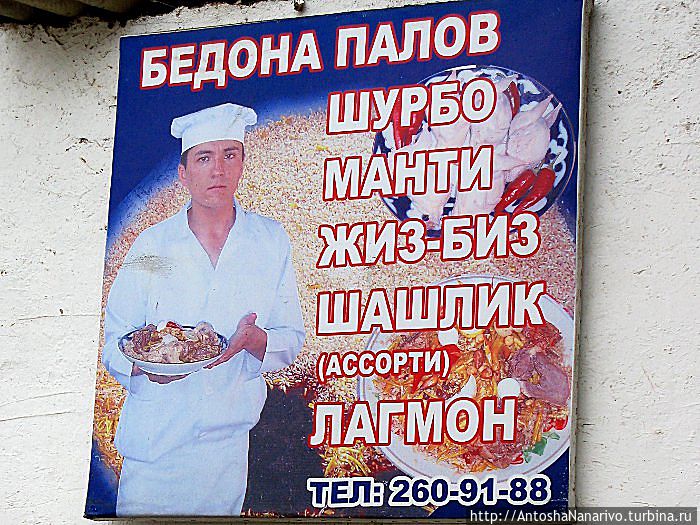 БЕДОНА ПАЛОВ
ШУРБО
МАНТИ
ЖИЗ-БИЗ
ШАШЛИК
(АССОРТИ)
ЛАГМОН
ТЕЛ: 260-91-88
http://AntoshaNanarivo.turbina.ru